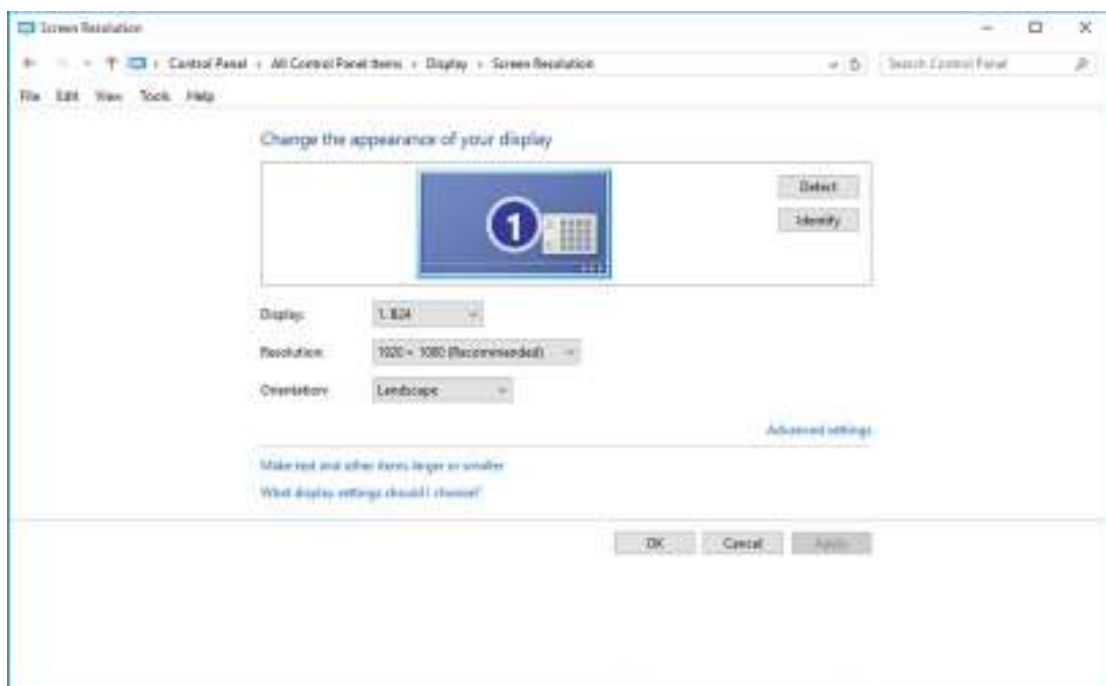 Screen Resolution
Control Panel › All Control Panel Items › Display › Screen Resolution
Search Control Panel
File Edit View Tools Help
Change the appearance of your display
1
Detect
Identify
Display: 1. B24
Resolution: 1920 × 1080 (Recommended)
Orientation: Landscape
Advanced settings
Make text and other items larger or smaller
What display settings should I choose?
OK Cancel Apply